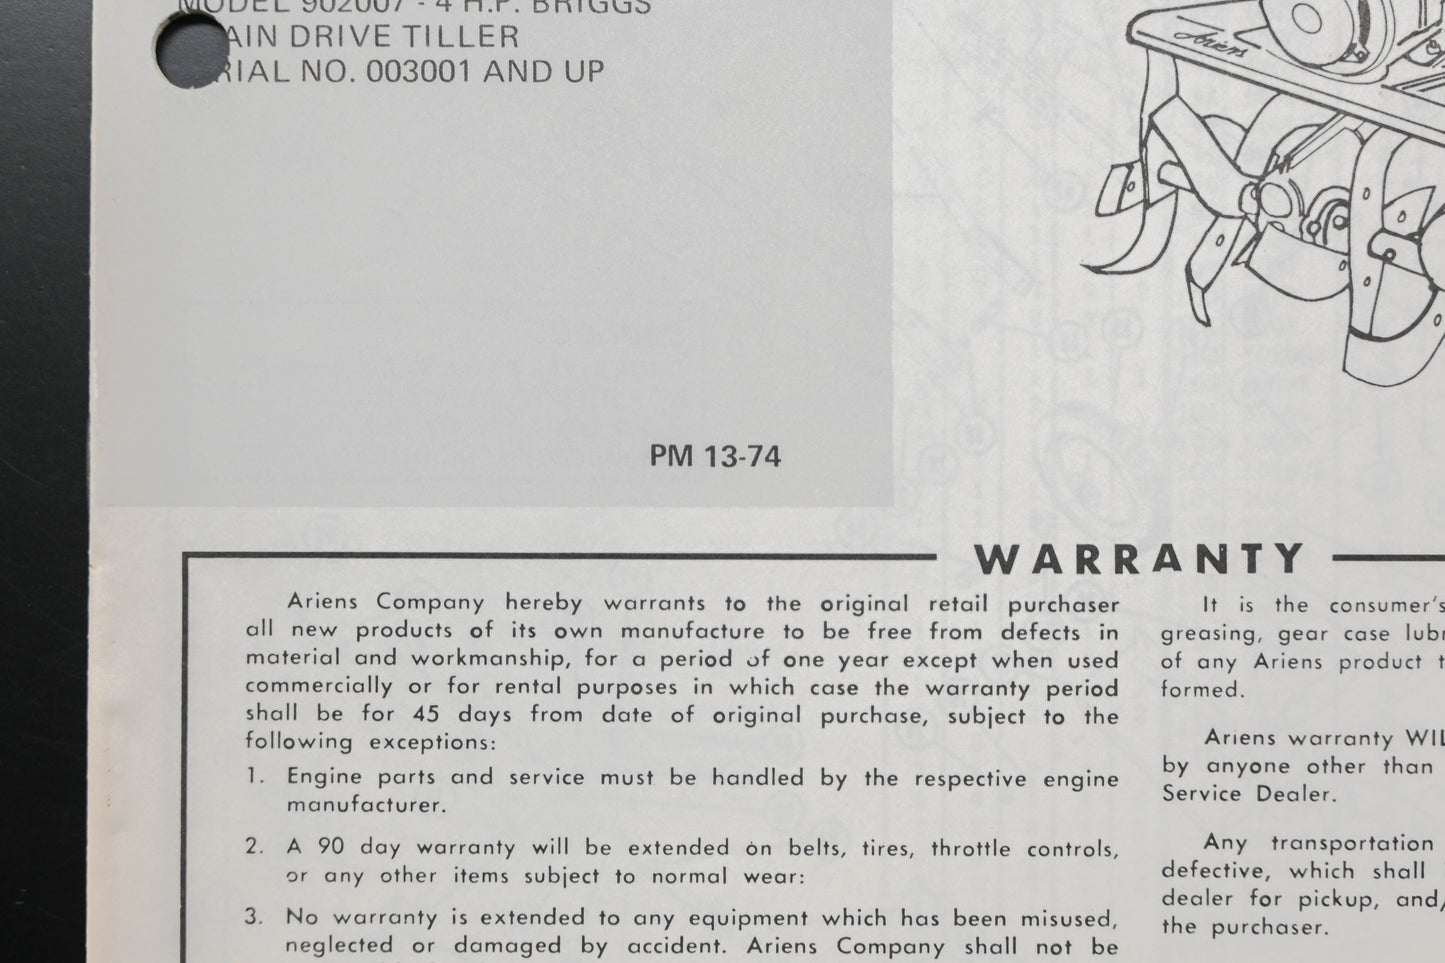 MODEL 902007 - 4 H.P. BRIGGS
AIN DRIVE TILLER
RIAL NO. 003001 AND UP
Ariens
PM 13-74
WARRANTY
Ariens Company hereby warrants to the original retail purchaser
all new products of its own manufacture to be free from defects in
material and workmanship, for a period of one year except when used
commercially or for rental purposes in which case the warranty period
shall be for 45 days from date of original purchase, subject to the
following exceptions:
1. Engine parts and service must be handled by the respective engine
manufacturer.
2. A 90 day warranty will be extended on belts, tires, throttle controls,
or any other items subject to normal wear:
3. No warranty is extended to any equipment which has been misused,
neglected or damaged by accident. Ariens Company shall not be
It is the consumer's
greasing, gear case lubr
of any Ariens product t
formed.
Ariens warranty WIL
by anyone other than
Service Dealer.
Any transportation
defective, which shall
dealer for pickup, and/
the purchaser.